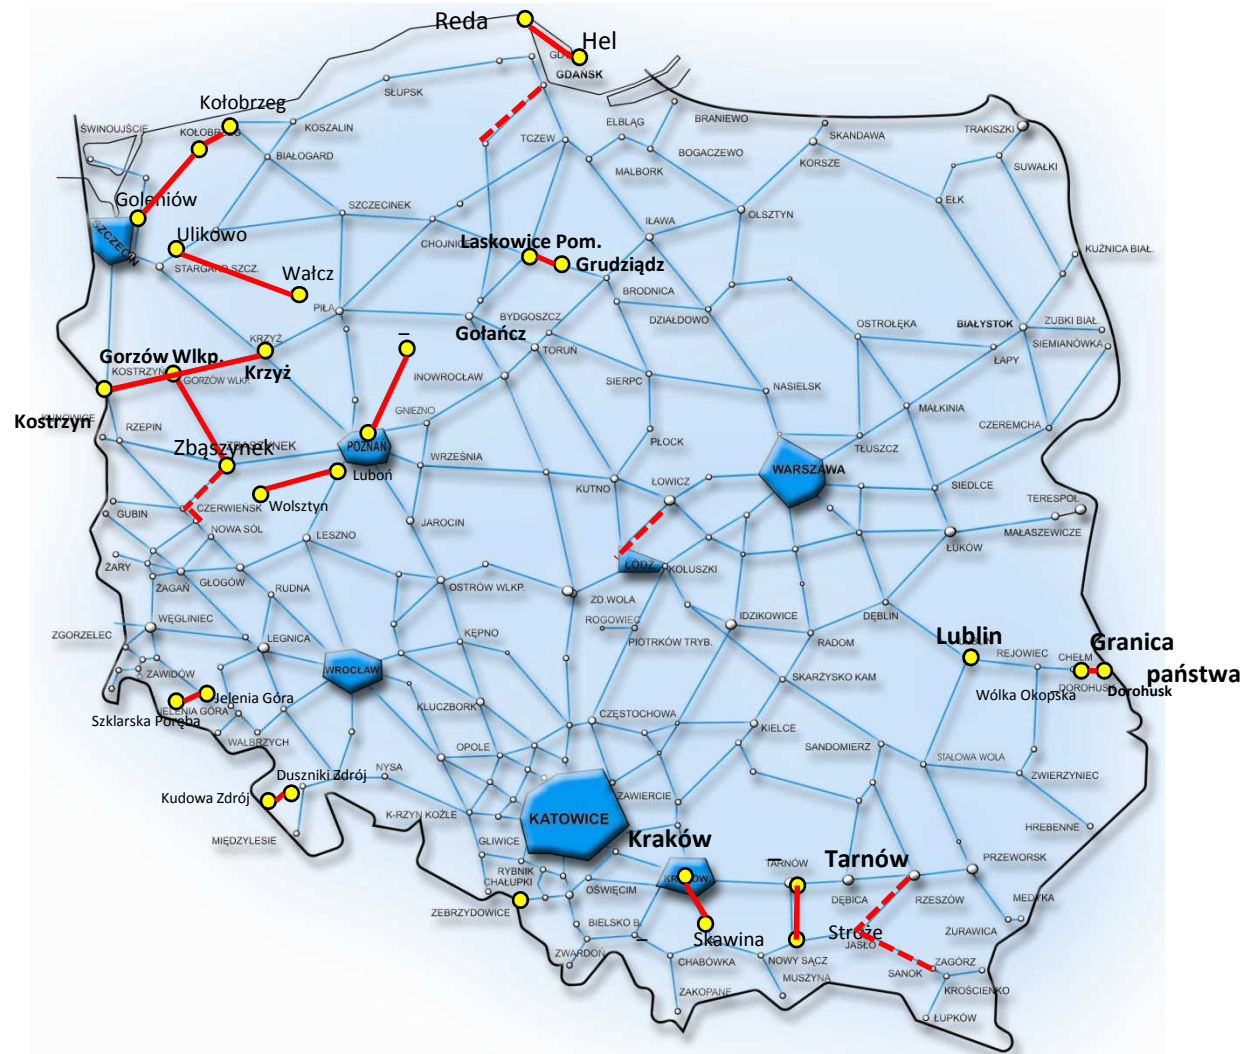 Reda
Hel
GDAŃSK
Kołobrzeg
SŁUPSK
KOSZALIN
ŚWINOUJŚCIE
BIAŁOGARD
TCZEW
ELBLĄG
BRANIEWO
BOGACZEWO
MALBORK
SKANDAWA
KORSZE
TRAKISZKI
SUWAŁKI
EŁK
Goleniów
SZCZECIN
Ulikowo
STARGARD SZCZ.
Wałcz
SZCZECINEK
CHOJNICE
Laskowice Pom.
Grudziądz
IŁAWA
OLSZTYN
KUŹNICA BIAŁ.
BRODNICA
DZIAŁDOWO
PIŁA
BYDGOSZCZ
Gołańcz
TORUŃ
–
OSTROŁĘKA
BIAŁYSTOK
ZUBKI BIAŁ.
SIEMIANÓWKA
ŁAPY
KRZYŻ
Krzyż
Gorzów Wlkp.
KOSTRZYŃ
GORZÓW WLKP.
INOWROCŁAW
SIERPC
NASIELSK
MAŁKINIA
CZEREMCHA
Kostrzyn
KUNOWICE
RZEPIN
Zbąszynek
ZBĄSZYNEK
GNIEZNO
POZNAŃ
PŁOCK
TŁUSZCZ
WARSZAWA
WRZEŚNIA
Luboń
Wolsztyn
KUTNO
ŁOWICZ
SIEDLCE
TERESPOL
MAŁASZEWICZE
GUBIN
CZERWIEŃSK
NOWA SÓL
LESZNO
JAROCIN
ŁUKÓW
ŻARY
ŻAGAŃ
GŁOGÓW
RUDNA
OSTRÓW WLKP.
ŁÓDŹ
KOLUSZKI
ZD.WOLA
ROGOWIEC
PIOTRKÓW TRYB.
IDZIKOWICE
RADOM
DĘBLIN
WĘGLINIEC
ZGORZELEC
LEGNICA
KĘPNO
Lublin
REJOWIEC
CHEŁM
Granica
państwa
DOROHUSK
Dorohusk
Wólka Okopska
ZAWIDÓW
WROCŁAW
SKARŻYSKO KAM
Jelenia Góra
JELENIA GÓRA
Szklarska Poręba
KLUCZBORK
CZĘSTOCHOWA
KIELCE
WAŁBRZYCH
OPOLE
SANDOMIERZ
STALOWA WOLA
ZWIERZYNIEC
Duszniki Zdrój
Kudowa Zdrój
NYSA
ZAWIERCIE
K-RZYN KOŹLE
KATOWICE
HREBENNE
MIĘDZYLESIE
GLIWICE
Kraków
KRAKÓW
–
TARNÓW
Tarnów
PRZEWORSK
RYBNIK
CHAŁUPKI
OŚWIĘCIM
DĘBICA
RZESZÓW
MEDYKA
ZEBRZYDOWICE
BIELSKO B.
–
Skawina
Stróże
JASŁO
ŻURAWICA
ZWARDOŃ
CHABÓWKA
NOWY SĄCZ
MUSZYNA
SANOK
ZAGÓRZ
KROŚCIENKO
ZAKOPANE
ŁUPKÓW